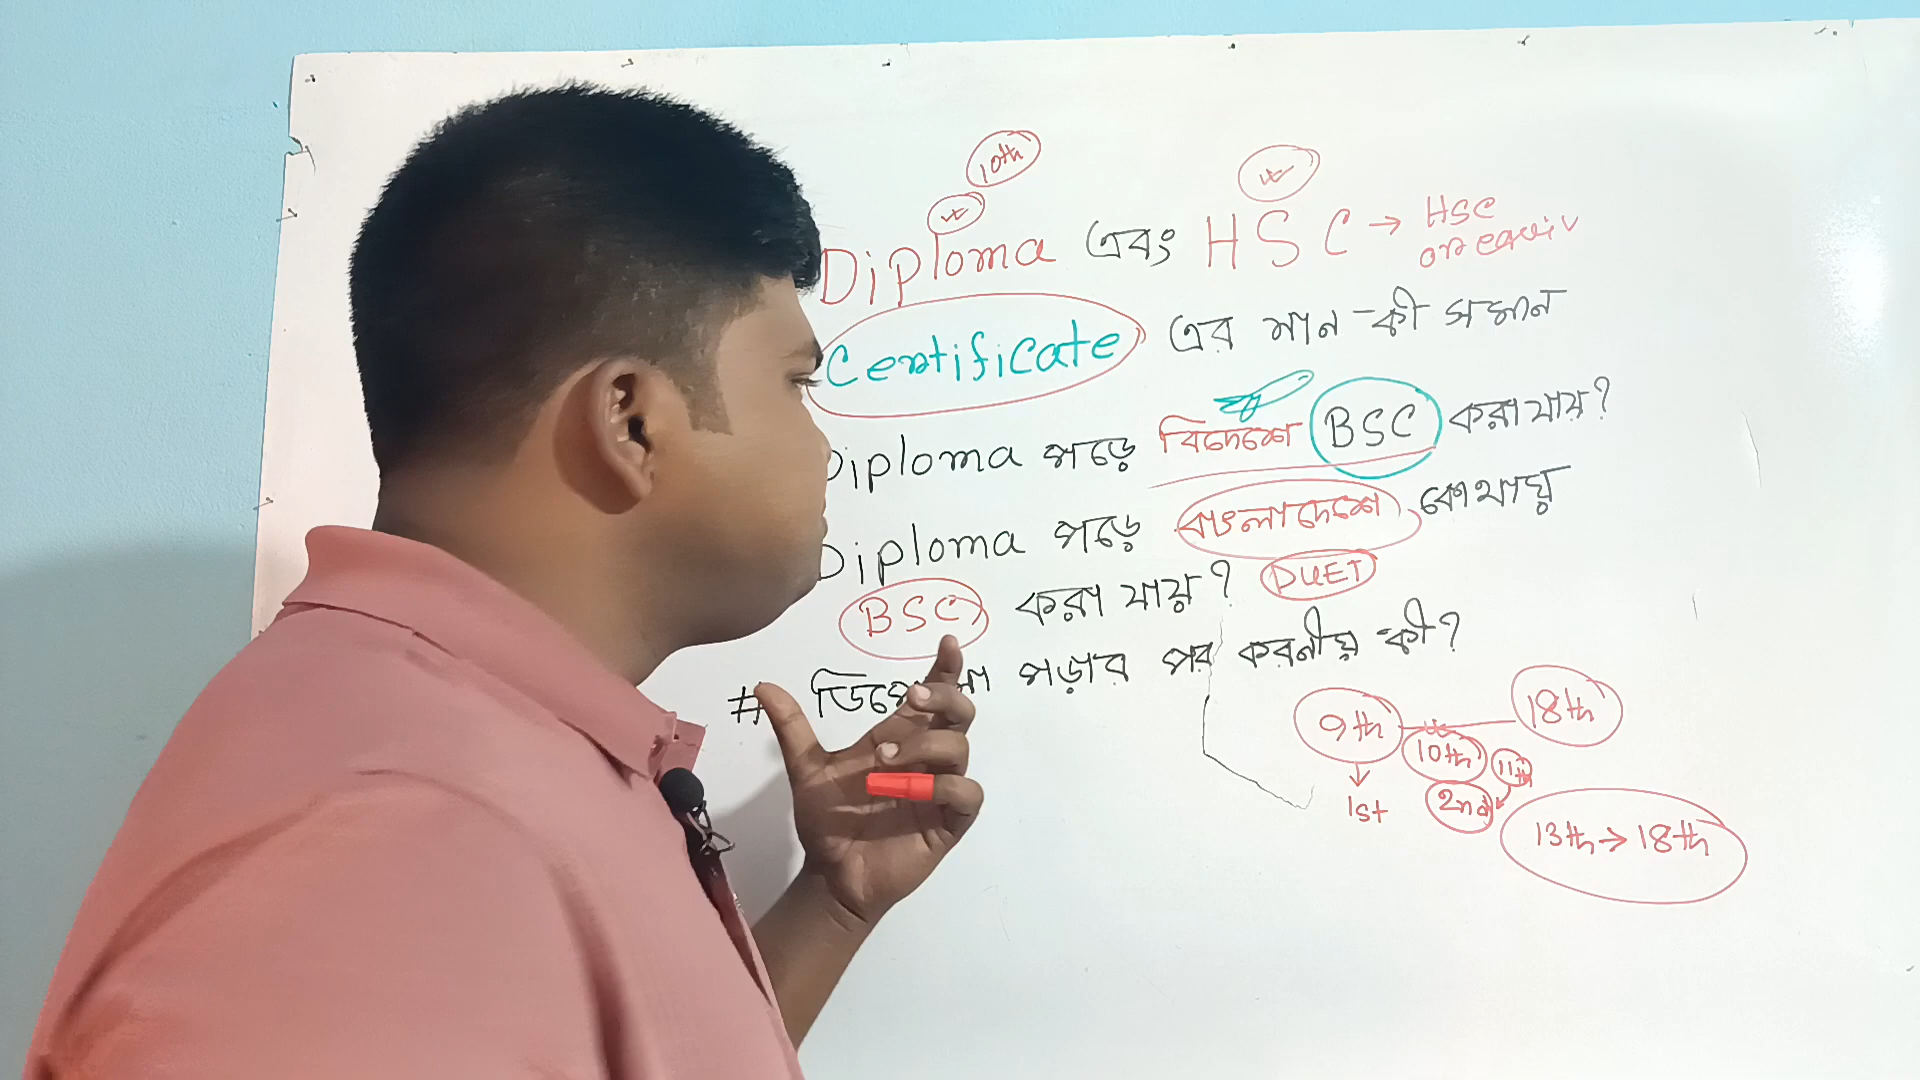 10th
Diploma এবং HSC → HSC
or equiv
Certificate এর মান কী সমান
Diploma পড়ে বিদেশে BSC করা যায়?
Diploma পড়ে বাংলাদেশে কোথায়
BSC করা যায়? DUET
# পড়ার পর করনীয় কী?
9th 18th
10th 11th
1st 2nd
13th → 18th